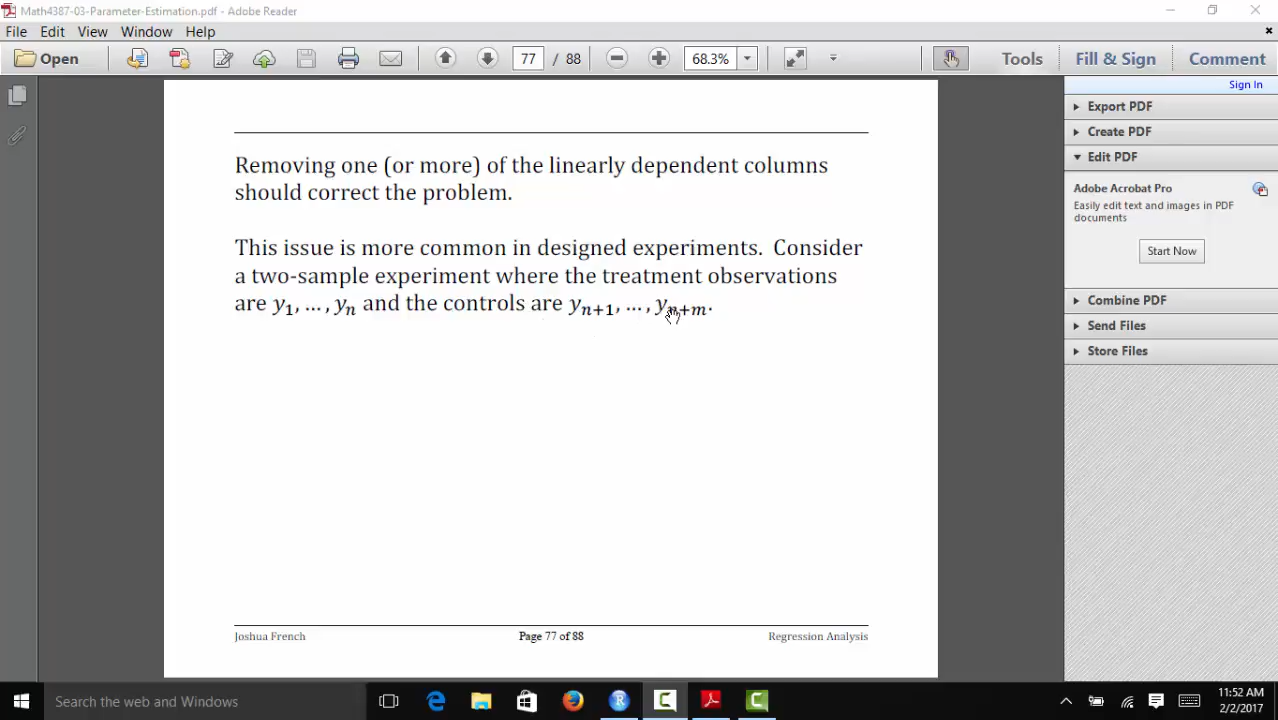 Math4387-03-Parameter-Estimation.pdf - Adobe Reader
File Edit View Window Help
Open 77 / 88 68.3% Tools Fill & Sign Comment
Sign In
Export PDF
Create PDF
Edit PDF
Adobe Acrobat Pro
Easily edit text and images in PDF
documents
Start Now
Combine PDF
Send Files
Store Files
Removing one (or more) of the linearly dependent columns
should correct the problem.
This issue is more common in designed experiments. Consider
a two-sample experiment where the treatment observations
are y₁, … , yₙ and the controls are yₙ₊₁, … , yₙ₊ₘ.
Joshua French Page 77 of 88 Regression Analysis
Search the web and Windows
11:52 AM
2/2/2017